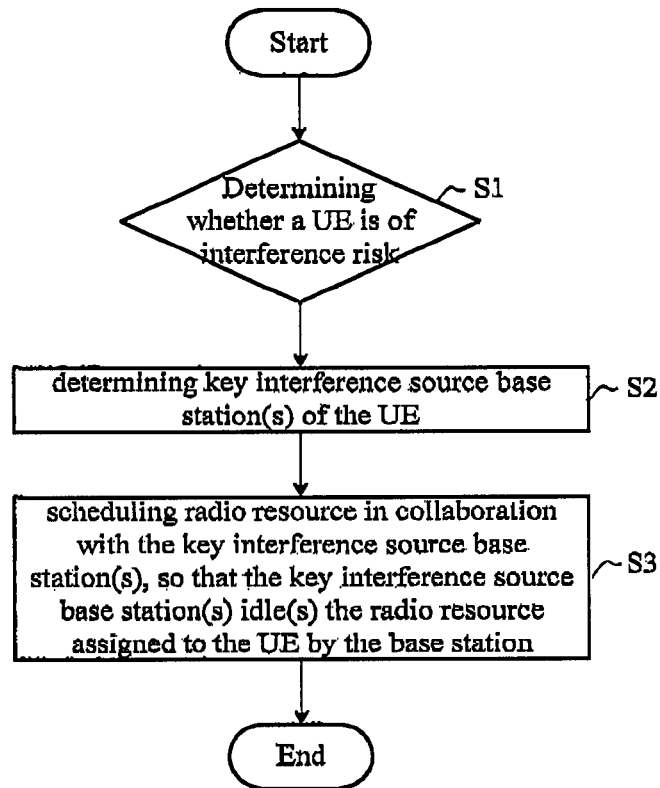 Start
Determining
whether a UE is of
interference risk
S1
determining key interference source base
station(s) of the UE
S2
scheduling radio resource in collaboration
with the key interference source base
station(s), so that the key interference source
base station(s) idle(s) the radio resource
assigned to the UE by the base station
S3
End